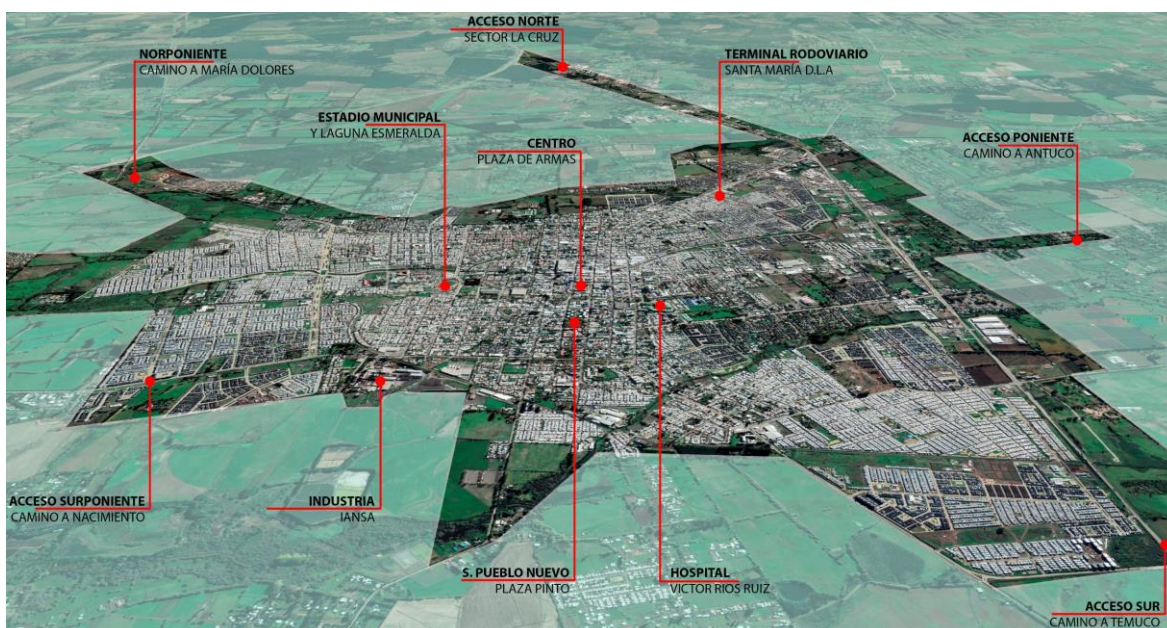 ACCESO NORTE
SECTOR LA CRUZ
NORPONIENTE
CAMINO A MARÍA DOLORES
TERMINAL RODOVIARIO
SANTA MARÍA D.L.A
ESTADIO MUNICIPAL
Y LAGUNA ESMERALDA
CENTRO
PLAZA DE ARMAS
ACCESO PONIENTE
CAMINO A ANTUCO
ACCESO SURPONIENTE
CAMINO A NACIMIENTO
INDUSTRIA
IANSA
S. PUEBLO NUEVO
PLAZA PINTO
HOSPITAL
VICTOR RIOS RUIZ
ACCESO SUR
CAMINO A TEMUCO